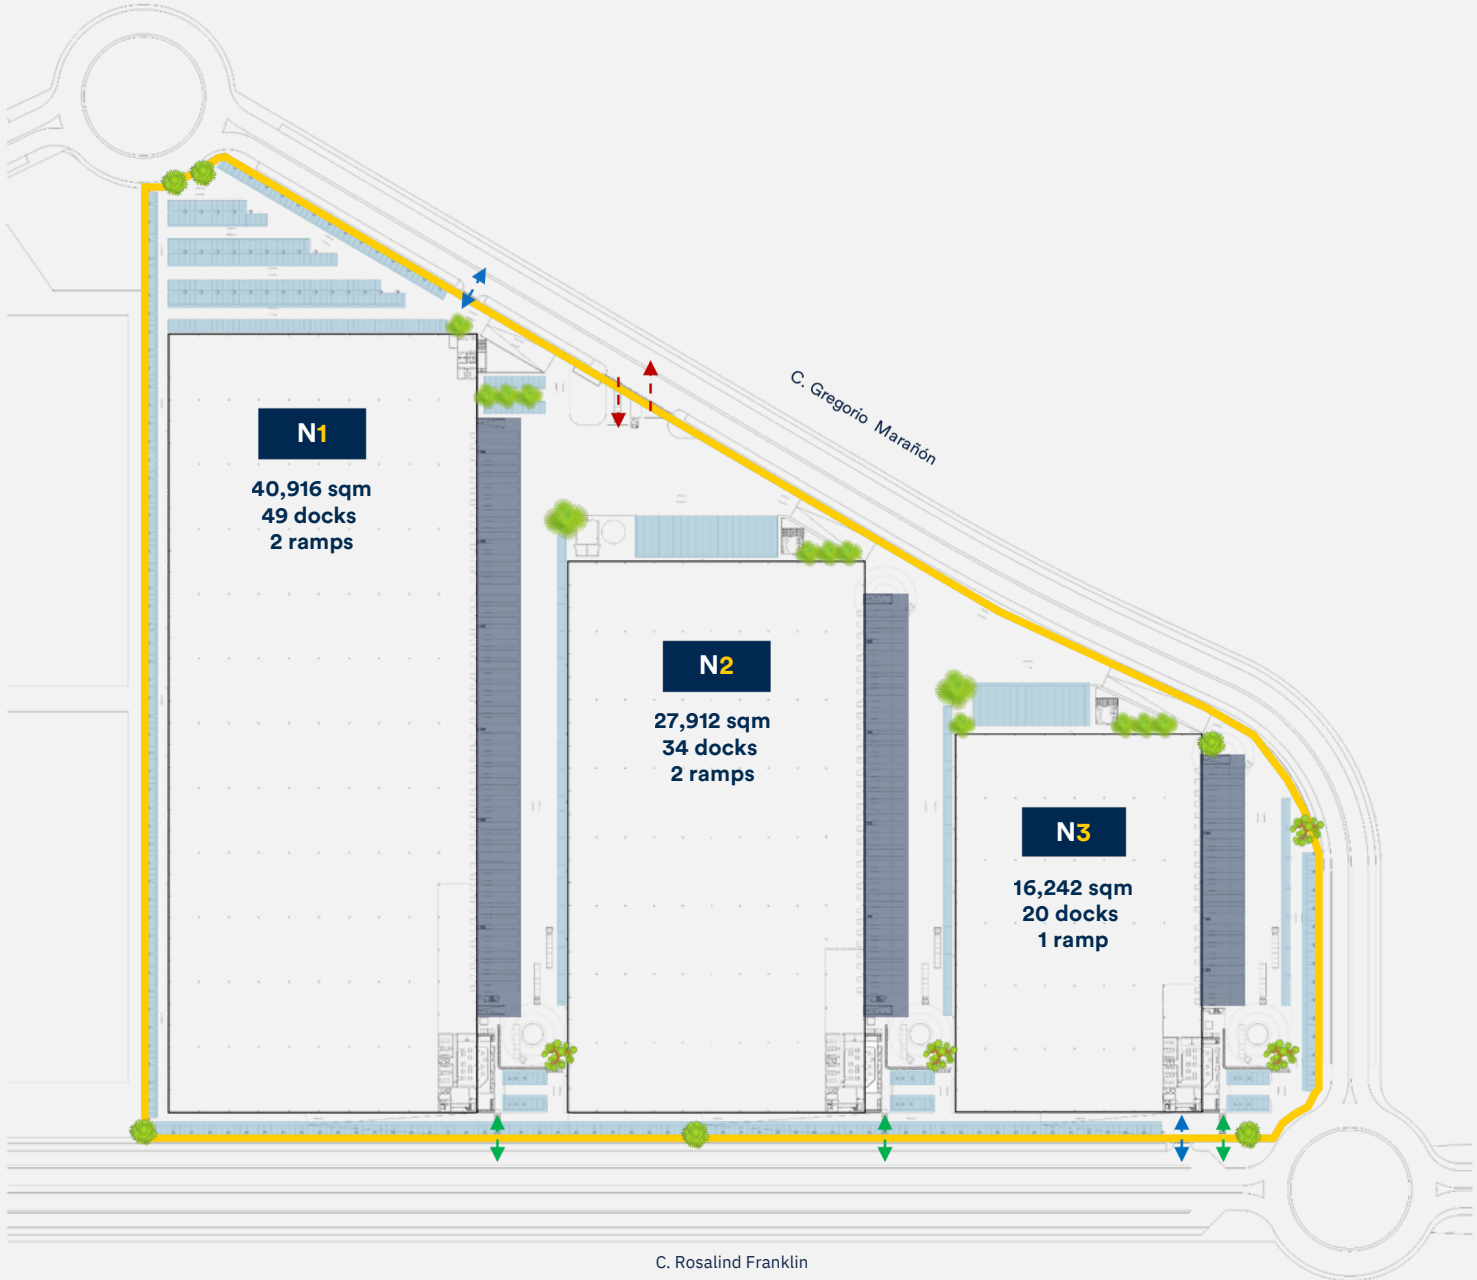 C. Gregorio Marañón
N1
40,916 sqm
49 docks
2 ramps
N2
27,912 sqm
34 docks
2 ramps
N3
16,242 sqm
20 docks
1 ramp
C. Rosalind Franklin